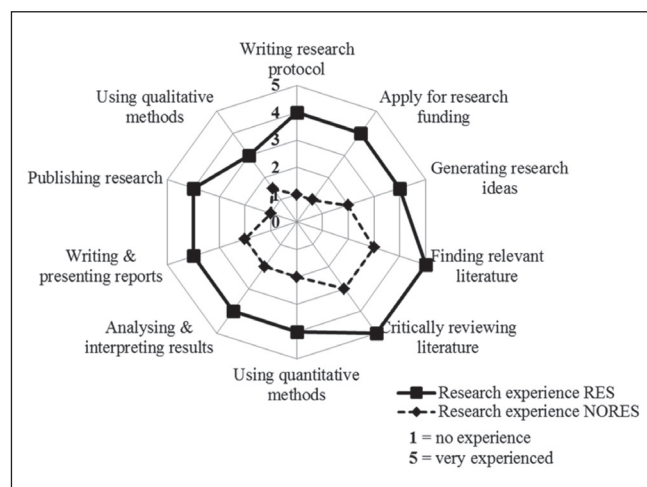 Writing research
protocol
5
4
3
2
1
0
Apply for research
funding
Generating research
ideas
Finding relevant
literature
Critically reviewing
literature
Using quantitative
methods
Analysing &
interpreting results
Writing &
presenting reports
Publishing research
Using qualitative
methods
Research experience RES
Research experience NORES
1 = no experience
5 = very experienced